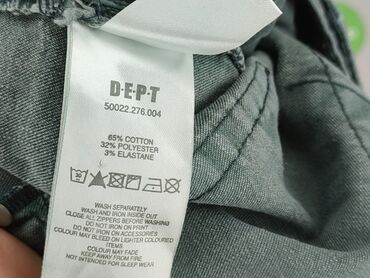 D·E·P·T
50022.276.004
65% COTTON
32% POLYESTER
3% ELASTANE
WASH SEPARATELY
WASH AND IRON INSIDE OUT
CLOSE ALL ZIPPERS BEFORE WASHING
DO NOT IRON ON PRINT
DO NOT IRON ON ACCESSORIES
COLOUR MAY BLEED ON LIGHTER COLOURED
ITEMS
COLOUR MAY FADE
KEEP AWAY FROM FIRE
NOT INTENDED FOR SLEEP WEAR